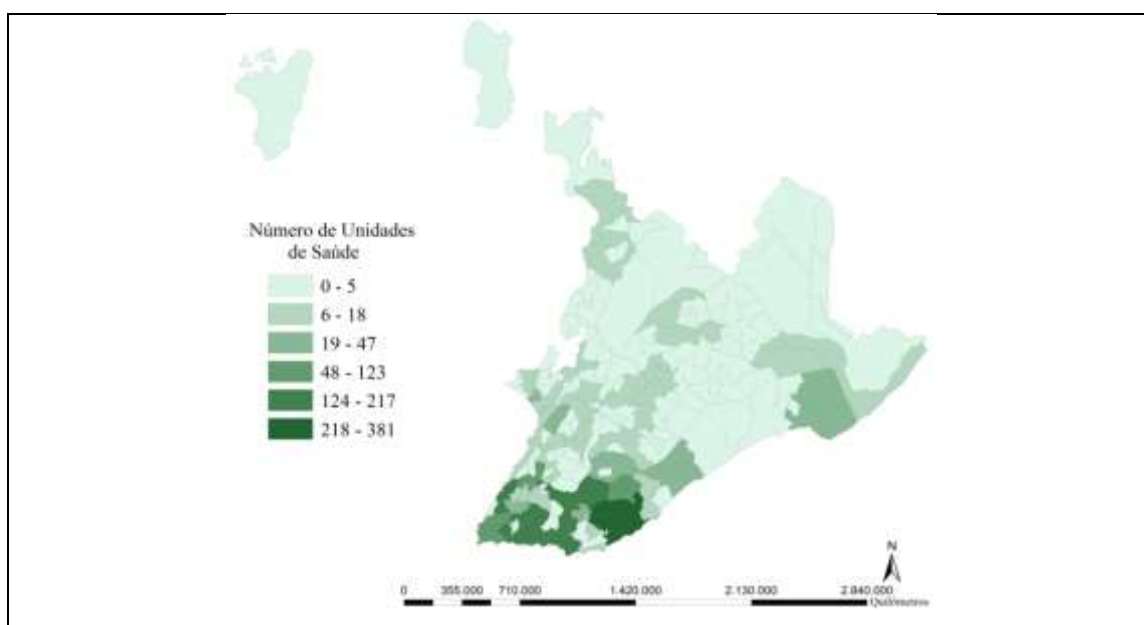 Número de Unidades
de Saúde
0 - 5
6 - 18
19 - 47
48 - 123
124 - 217
218 - 381
N
0 355.000 710.000 1.420.000 2.130.000 2.840.000
Quilômetros